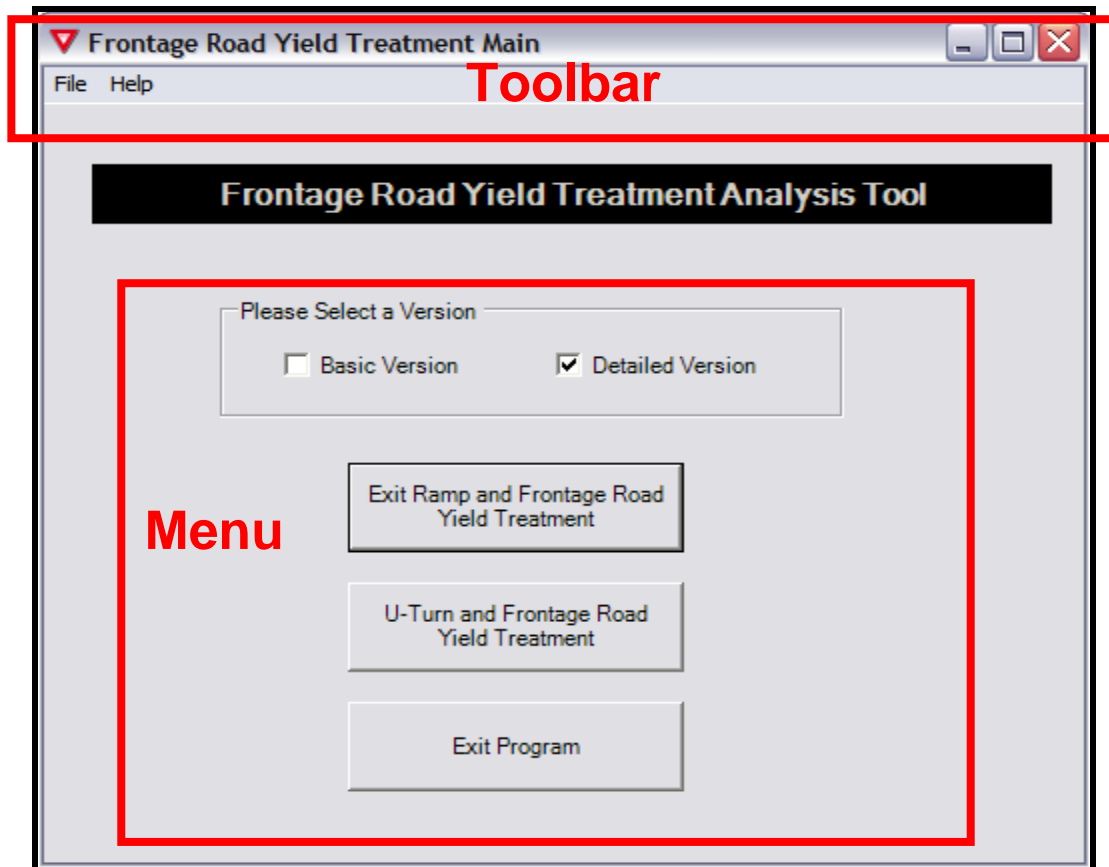 Frontage Road Yield Treatment Main
File Help
Toolbar
Frontage Road Yield Treatment Analysis Tool
Please Select a Version
Basic Version Detailed Version
Exit Ramp and Frontage Road
Yield Treatment
Menu
U-Turn and Frontage Road
Yield Treatment
Exit Program